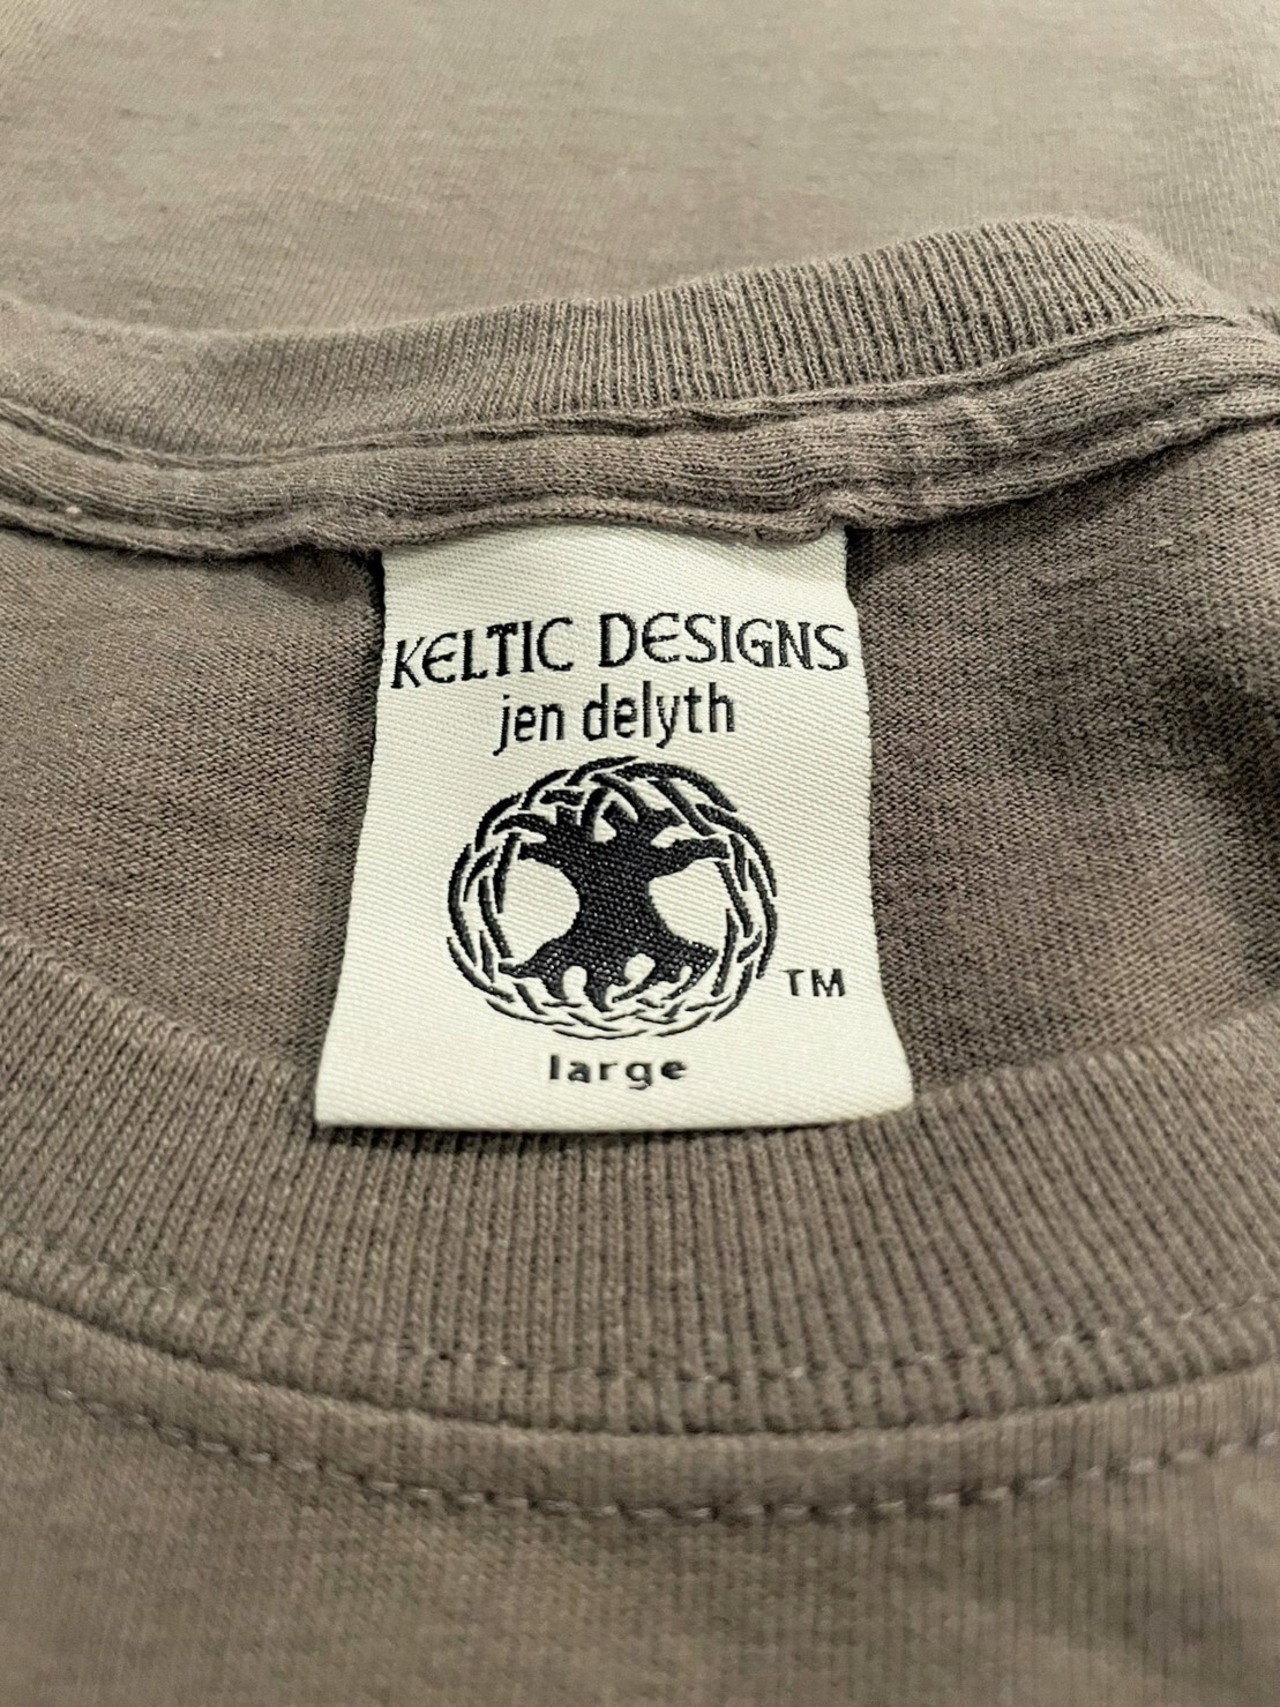 KELTIC DESIGNS
jen delyth
TM
large